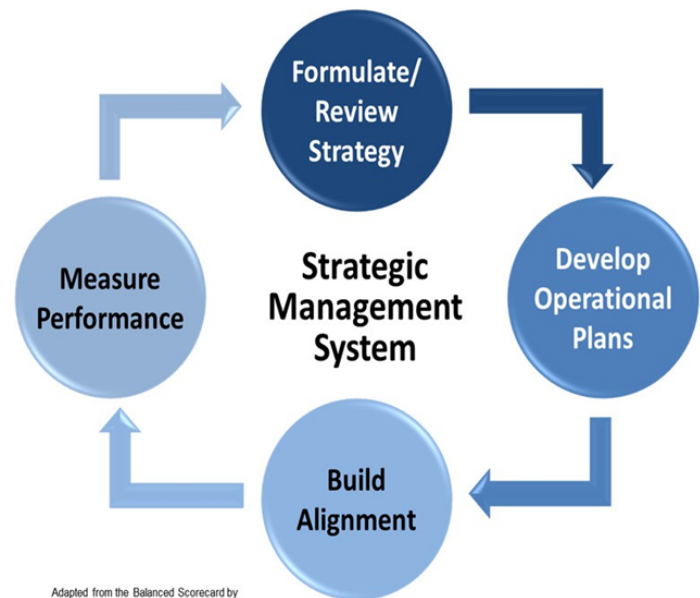 Formulate/
Review
Strategy
Develop
Operational
Plans
Build
Alignment
Measure
Performance
Strategic
Management
System
Adapted from the Balanced Scorecard by